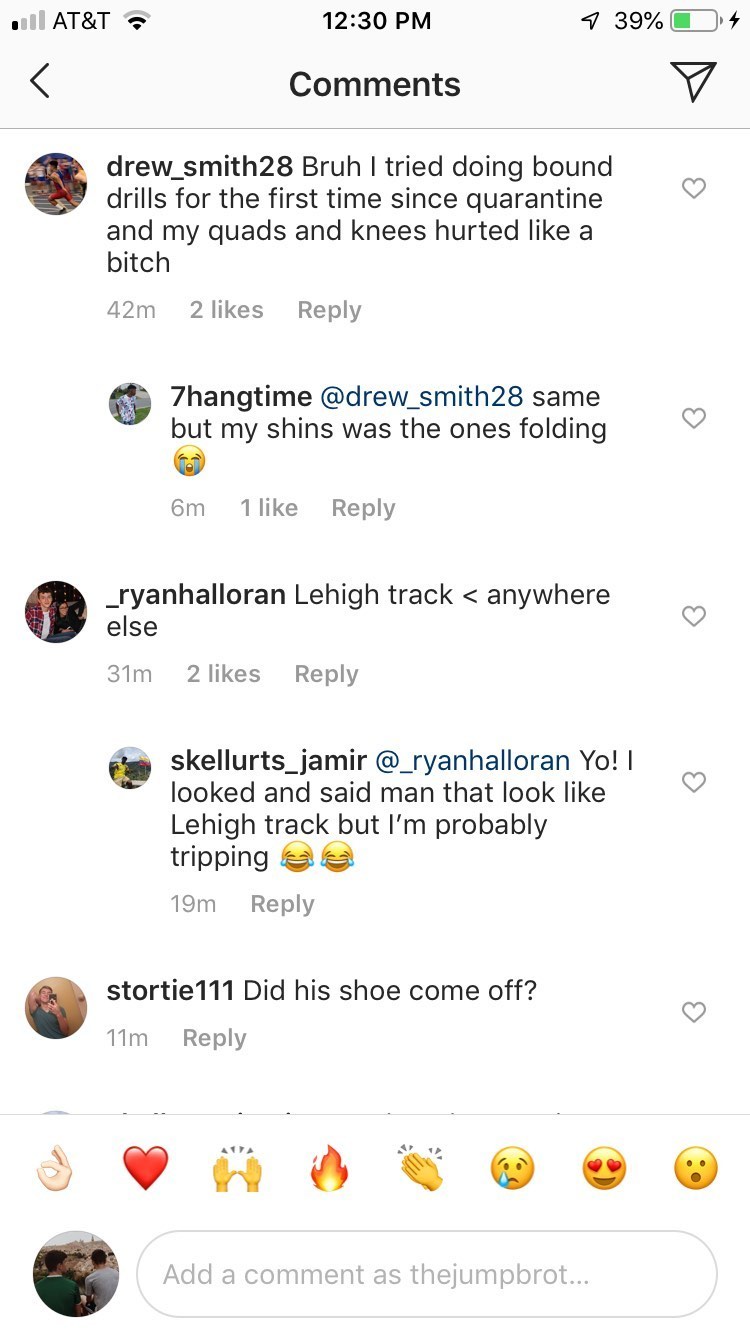 AT&T
12:30 PM
39%
Comments
drew_smith28 Bruh I tried doing bound
drills for the first time since quarantine
and my quads and knees hurted like a
bitch
42m 2 likes Reply
7hangtime @drew_smith28 same
but my shins was the ones folding
😭
6m 1 like Reply
_ryanhalloran Lehigh track < anywhere
else
31m 2 likes Reply
skellurts_jamir @_ryanhalloran Yo! I
looked and said man that look like
Lehigh track but I’m probably
tripping 😂😂
19m Reply
stortie111 Did his shoe come off?
11m Reply
Add a comment as thejumpbrot...